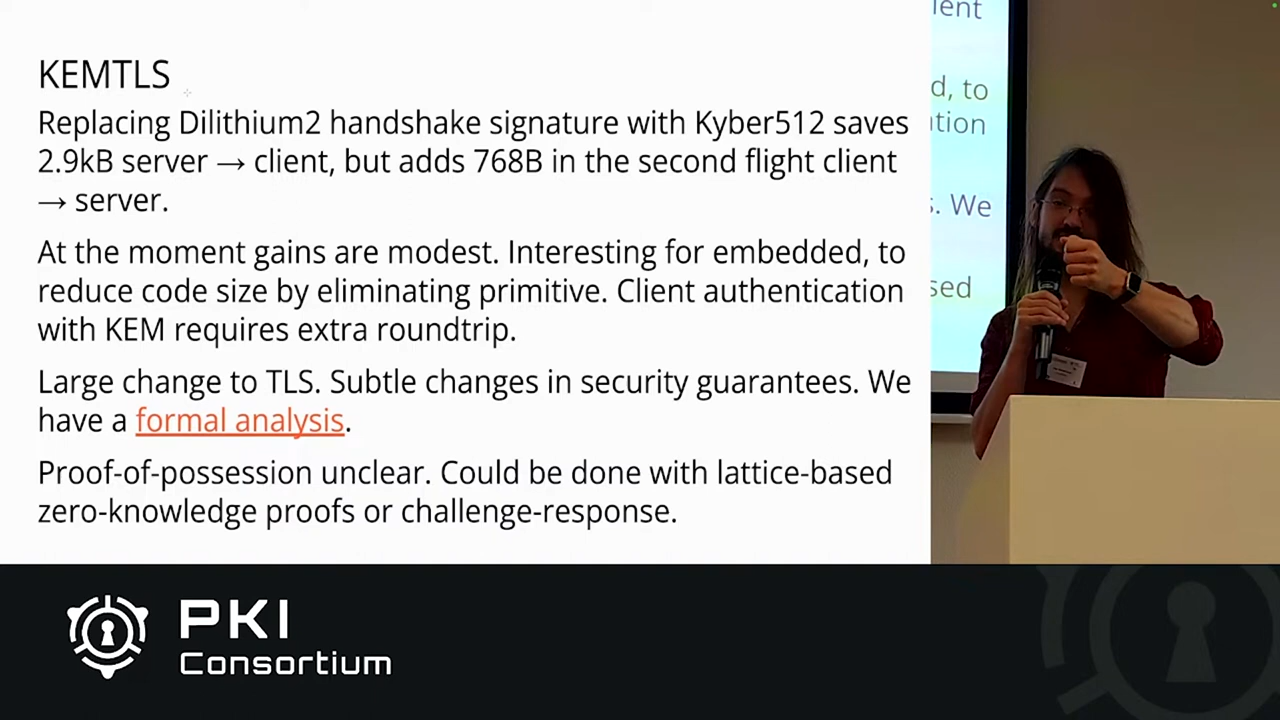 KEMTLS
Replacing Dilithium2 handshake signature with Kyber512 saves
2.9kB server → client, but adds 768B in the second flight client
→ server.
At the moment gains are modest. Interesting for embedded, to
reduce code size by eliminating primitive. Client authentication
with KEM requires extra roundtrip.
Large change to TLS. Subtle changes in security guarantees. We
have a formal analysis.
Proof-of-possession unclear. Could be done with lattice-based
zero-knowledge proofs or challenge-response.
d, to
s. We
PKI
Consortium